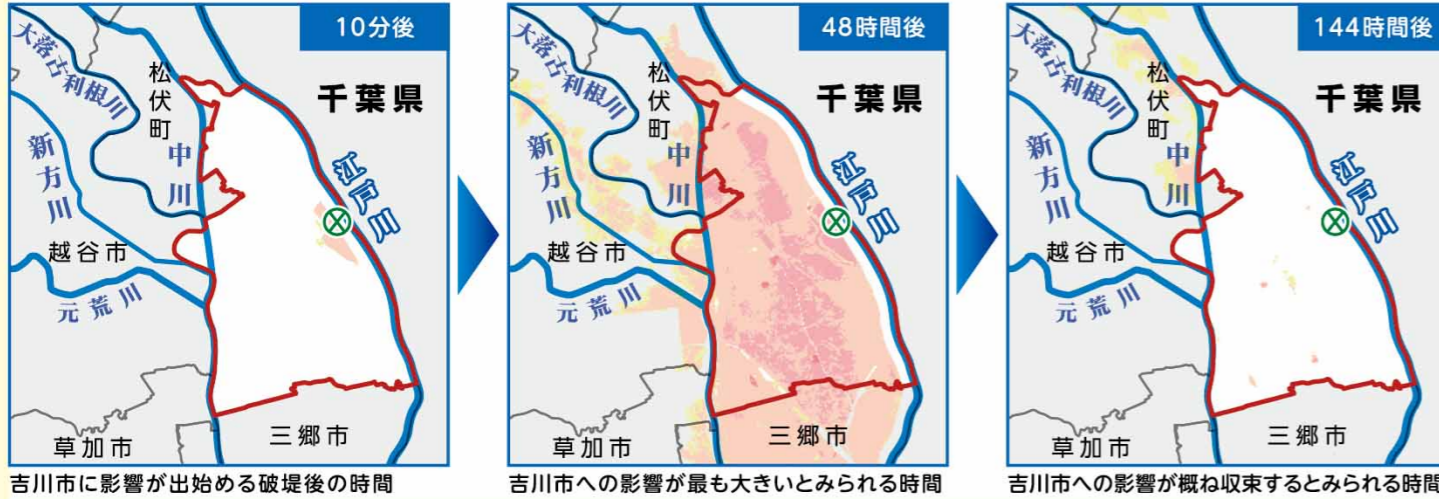 10分後
大落古利根川
松伏町
千葉県
新方川
中川
江戸川
越谷市
元荒川
草加市
三郷市
吉川市に影響が出始める破堤後の時間
48時間後
大落古利根川
松伏町
千葉県
新方川
中川
江戸川
越谷市
元荒川
草加市
三郷市
吉川市への影響が最も大きいとみられる時間
144時間後
大落古利根川
松伏町
千葉県
新方川
中川
江戸川
越谷市
元荒川
草加市
三郷市
吉川市への影響が概ね収束するとみられる時間